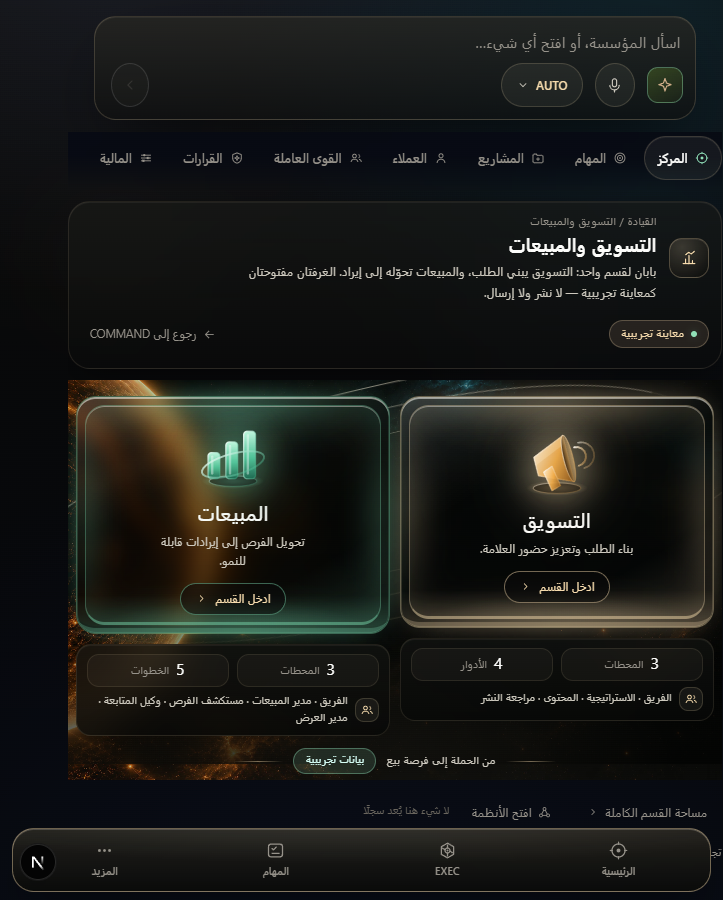 اسأل المؤسسة، أو افتح أي شيء...
AUTO
المركز
المهام
المشاريع
العملاء
القوى العاملة
القرارات
المالية
القيادة / التسويق والمبيعات
التسويق والمبيعات
بابان لقسم واحد: التسويق يبني الطلب، والمبيعات تحوّله إلى إيراد. الغرفتان مفتوحتان
كمعاينة تجريبية — لا نشر ولا إرسال.
معاينة تجريبية
رجوع إلى COMMAND ←
التسويق
بناء الطلب وتعزيز حضور العلامة.
ادخل القسم
3 المحطات
4 الأدوار
الفريق · الاستراتيجية · المحتوى · مراجعة النشر
المبيعات
تحويل الفرص إلى إيرادات قابلة
للنمو.
ادخل القسم
3 المحطات
5 الخطوات
الفريق · مدير المبيعات · مستكشف الفرص · وكيل المتابعة ·
مدير العرض
من الحملة إلى فرصة بيع
بيانات تجريبية
مساحة القسم الكاملة
افتح الأنظمة
لا شيء هنا يُعد سجلًا
الرئيسية
EXEC
المهام
المزيد
N